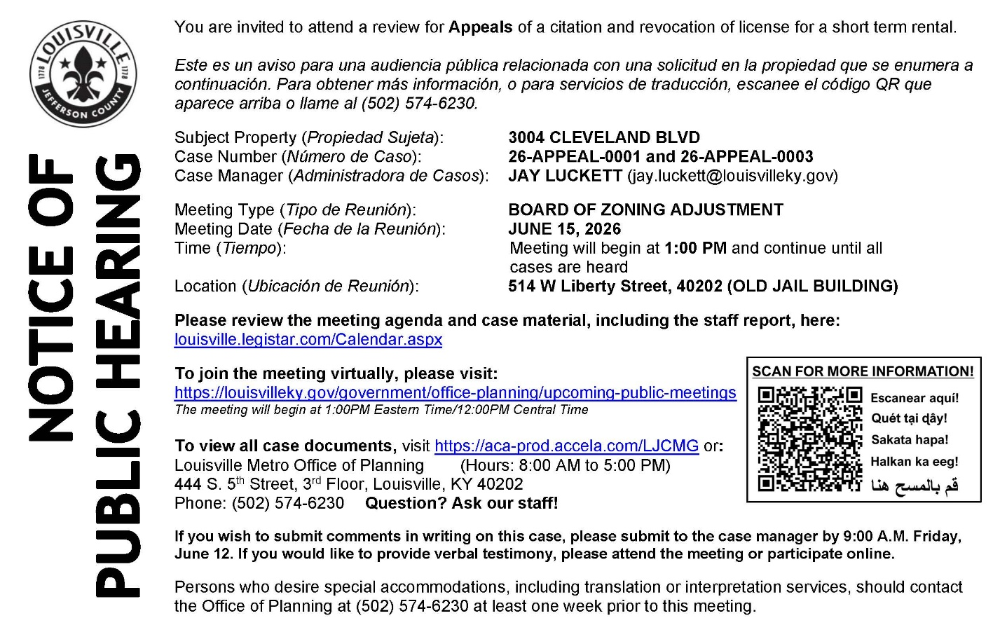 LOUISVILLE
1778
1778
JEFFERSON COUNTY
NOTICE OF
PUBLIC HEARING
You are invited to attend a review for Appeals of a citation and revocation of license for a short term rental.
Este es un aviso para una audiencia pública relacionada con una solicitud en la propiedad que se enumera a
continuación. Para obtener más información, o para servicios de traducción, escanee el código QR que
aparece arriba o llame al (502) 574-6230.
Subject Property (Propiedad Sujeta): 3004 CLEVELAND BLVD
Case Number (Número de Caso): 26-APPEAL-0001 and 26-APPEAL-0003
Case Manager (Administradora de Casos): JAY LUCKETT (jay.luckett@louisvilleky.gov)
Meeting Type (Tipo de Reunión): BOARD OF ZONING ADJUSTMENT
Meeting Date (Fecha de la Reunión): JUNE 15, 2026
Time (Tiempo): Meeting will begin at 1:00 PM and continue until all
cases are heard
Location (Ubicación de Reunión): 514 W Liberty Street, 40202 (OLD JAIL BUILDING)
Please review the meeting agenda and case material, including the staff report, here:
louisville.legistar.com/Calendar.aspx
To join the meeting virtually, please visit:
https://louisvilleky.gov/government/office-planning/upcoming-public-meetings
The meeting will begin at 1:00PM Eastern Time/12:00PM Central Time
To view all case documents, visit https://aca-prod.accela.com/LJCMG or:
Louisville Metro Office of Planning (Hours: 8:00 AM to 5:00 PM)
444 S. 5th Street, 3rd Floor, Louisville, KY 40202
Phone: (502) 574-6230 Question? Ask our staff!
SCAN FOR MORE INFORMATION!
Escanear aquí!
Quét tại đây!
Sakata hapa!
Halkan ka eeg!
قم بالمسح هنا
If you wish to submit comments in writing on this case, please submit to the case manager by 9:00 A.M. Friday,
June 12. If you would like to provide verbal testimony, please attend the meeting or participate online.
Persons who desire special accommodations, including translation or interpretation services, should contact
the Office of Planning at (502) 574-6230 at least one week prior to this meeting.